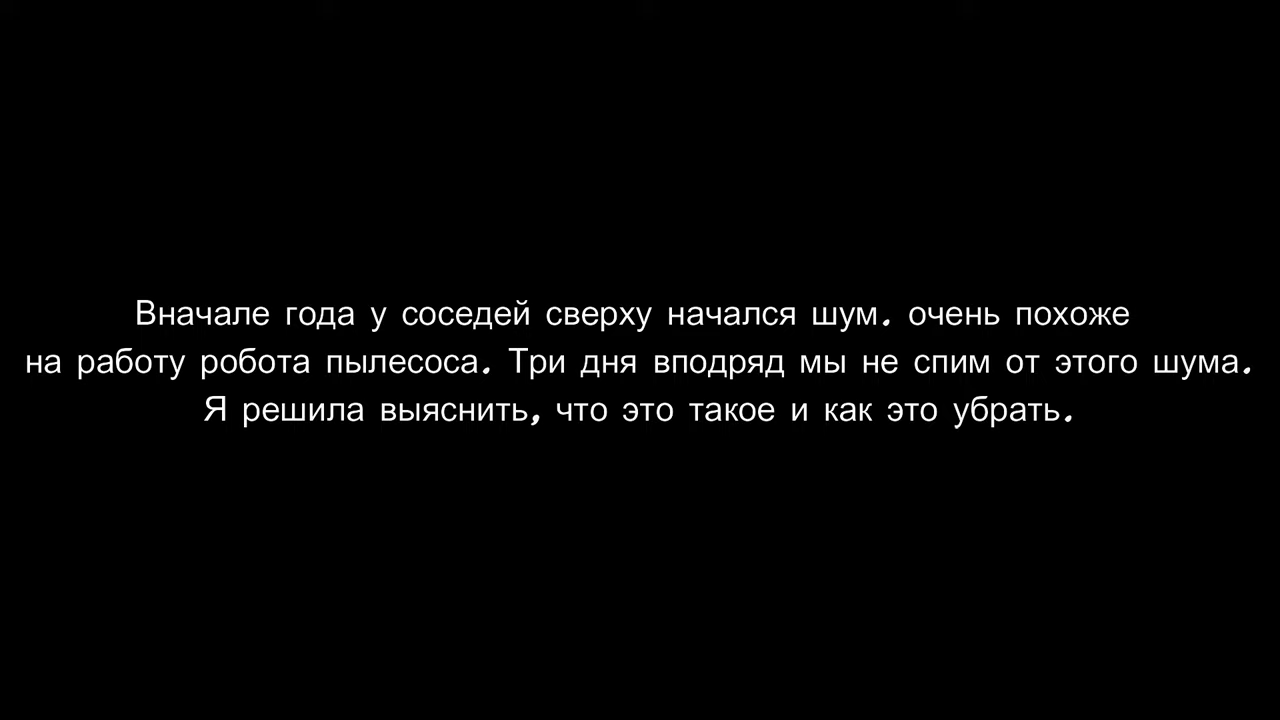 Вначале года у соседей сверху начался шум. очень похоже
на работу робота пылесоса. Три дня вподряд мы не спим от этого шума.
Я решила выяснить, что это такое и как это убрать.